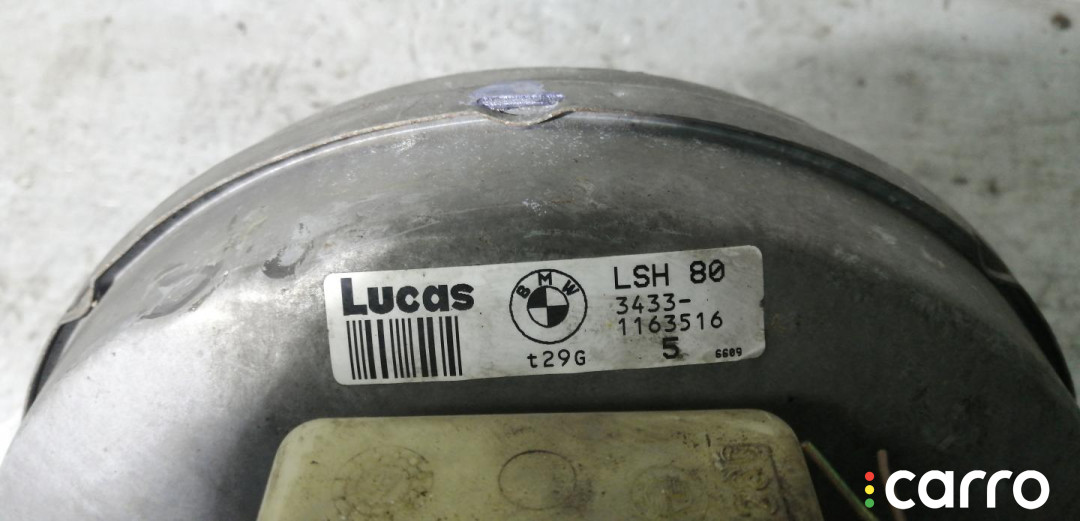 Lucas
BMW
t29G
LSH 80
3433-
1163516
5
6609
carro